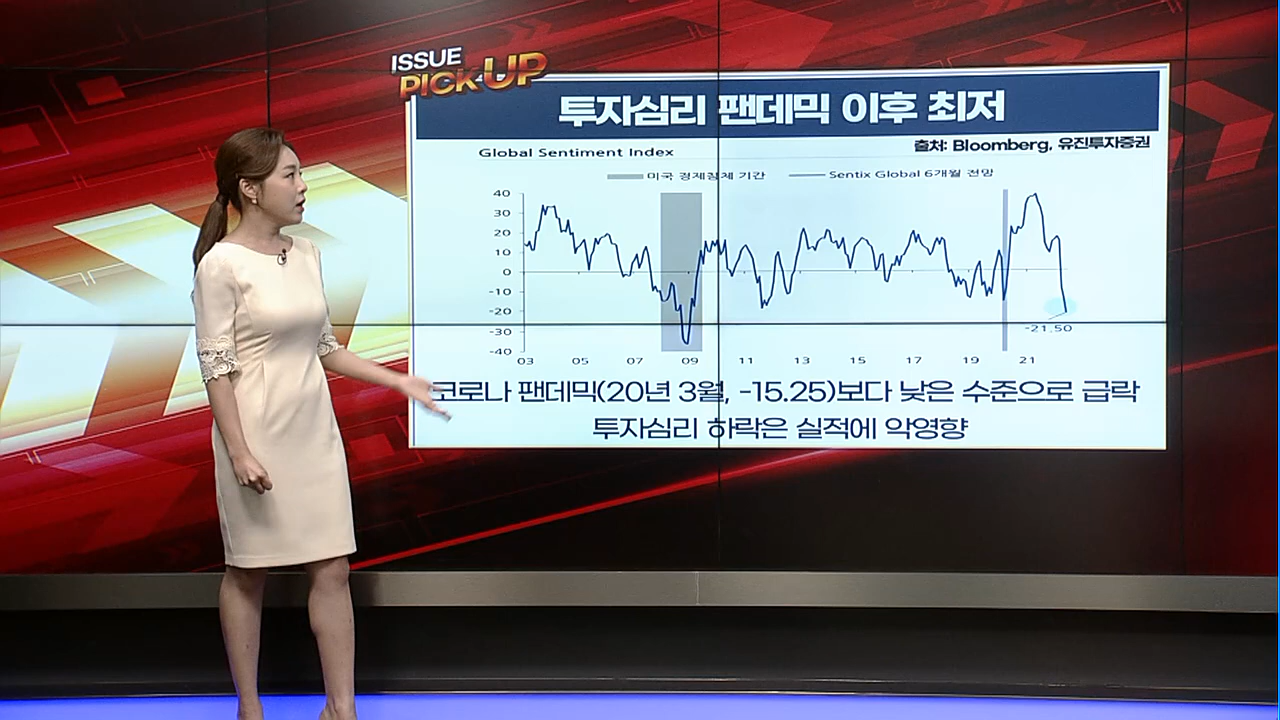 ISSUE
PICK UP
투자심리 팬데믹 이후 최저
출처: Bloomberg, 유진투자증권
Global Sentiment Index
미국 경제침체 기간
Sentix Global 6개월 전망
40
30
20
10
0
-10
-20
-30
-40
-21.50
03 05 07 09 11 13 15 17 19 21
코로나 팬데믹(20년 3월, -15.25)보다 낮은 수준으로 급락
투자심리 하락은 실적에 악영향